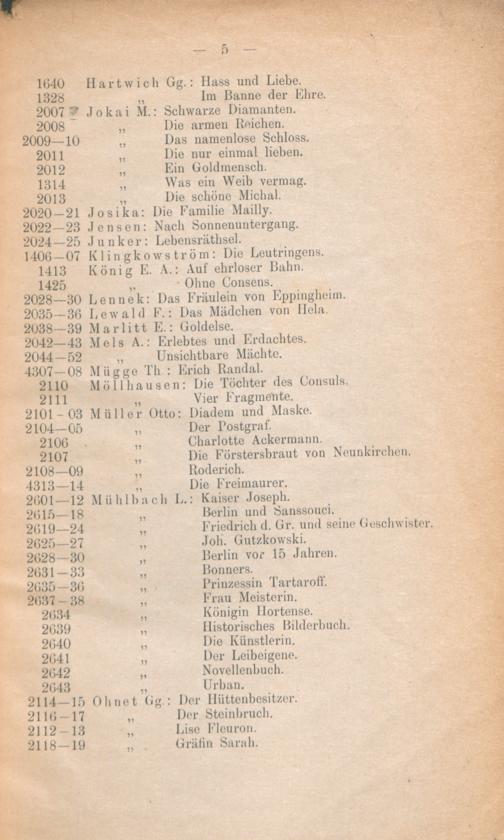 — 5 —
1640 Hartwich Gg.: Hass und Liebe.
1328 „ Im Banne der Ehre.
2007 Jokai M.: Schwarze Diamanten.
2008 „ Die armen Reichen.
2009—10 „ Das namenlose Schloss.
2011 „ Die nur einmal lieben.
2012 „ Ein Goldmensch.
1314 „ Was ein Weib vermag.
2013 „ Die schöne Michal.
2020—21 Josika: Die Familie Mailly.
2022—23 Jensen: Nach Sonnenuntergang.
2024—25 Junker: Lebensräthsel.
1406—07 Klingkowström: Die Leutringens.
1413 König E. A.: Auf ehrloser Bahn.
1425 „ Ohne Consens.
2028—30 Lennek: Das Fräulein von Eppingheim.
2035—36 Lewald F.: Das Mädchen von Hela.
2038—39 Marlitt E.: Goldelse.
2042—43 Mels A.: Erlebtes und Erdachtes.
2044—52 „ Unsichtbare Mächte.
4307—08 Mügge Th : Erich Randal.
2110 Möllhausen: Die Töchter des Consuls.
2111 „ Vier Fragmente.
2101-03 Müller Otto: Diadem und Maske.
2104—05 „ Der Postgraf.
2106 „ Charlotte Ackermann.
2107 „ Die Förstersbraut von Neunkirchen.
2108—09 „ Roderich.
4313—14 „ Die Freimaurer.
2601—12 Mühlbach L.: Kaiser Joseph.
2615—18 „ Berlin und Sanssouci.
2619—24 „ Friedrich d. Gr. und seine Geschwister.
2625—27 „ Joh. Gutzkowski.
2628—30 „ Berlin vor 15 Jahren.
2631—33 „ Bonners.
2635—36 „ Prinzessin Tartaroff.
2637—38 „ Frau Meisterin.
2634 „ Königin Hortense.
2639 „ Historisches Bilderbuch.
2640 „ Die Künstlerin.
2641 „ Der Leibeigene.
2642 „ Novellenbuch.
2643 „ Urban.
2114—15 Ohnet Gg.: Der Hüttenbesitzer.
2116—17 „ Der Steinbruch.
2112—13 „ Lise Fleuron.
2118—19 „ Gräfin Sarah.